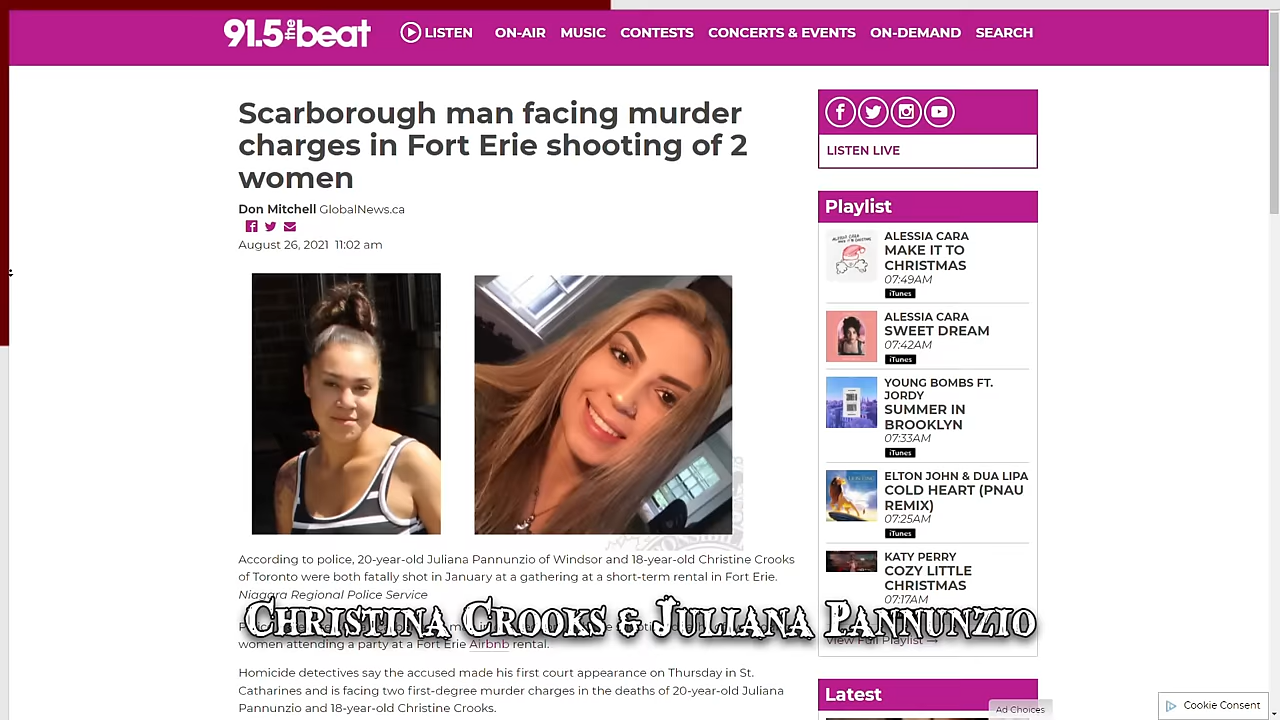 91.5 the beat
LISTEN
ON-AIR
MUSIC
CONTESTS
CONCERTS & EVENTS
ON-DEMAND
SEARCH
Scarborough man facing murder
charges in Fort Erie shooting of 2
women
Don Mitchell GlobalNews.ca
August 26, 2021 11:02 am
According to police, 20-year-old Juliana Pannunzio of Windsor and 18-year-old Christine Crooks
of Toronto were both fatally shot in January at a gathering at a short-term rental in Fort Erie.
Niagara Regional Police Service
Christina Crooks & Juliana Pannunzio
women attending a party at a Fort Erie Airbnb rental.
Homicide detectives say the accused made his first court appearance on Thursday in St.
Catharines and is facing two first-degree murder charges in the deaths of 20-year-old Juliana
Pannunzio and 18-year-old Christine Crooks.
LISTEN LIVE
Playlist
ALESSIA CARA
MAKE IT TO
CHRISTMAS
07:49AM
iTunes
ALESSIA CARA
SWEET DREAM
07:42AM
iTunes
YOUNG BOMBS FT.
JORDY
SUMMER IN
BROOKLYN
07:33AM
iTunes
ELTON JOHN & DUA LIPA
COLD HEART (PNAU
REMIX)
07:25AM
iTunes
KATY PERRY
COZY LITTLE
CHRISTMAS
07:17AM
View Full Playlist →
Latest
Ad Choices
Cookie Consent